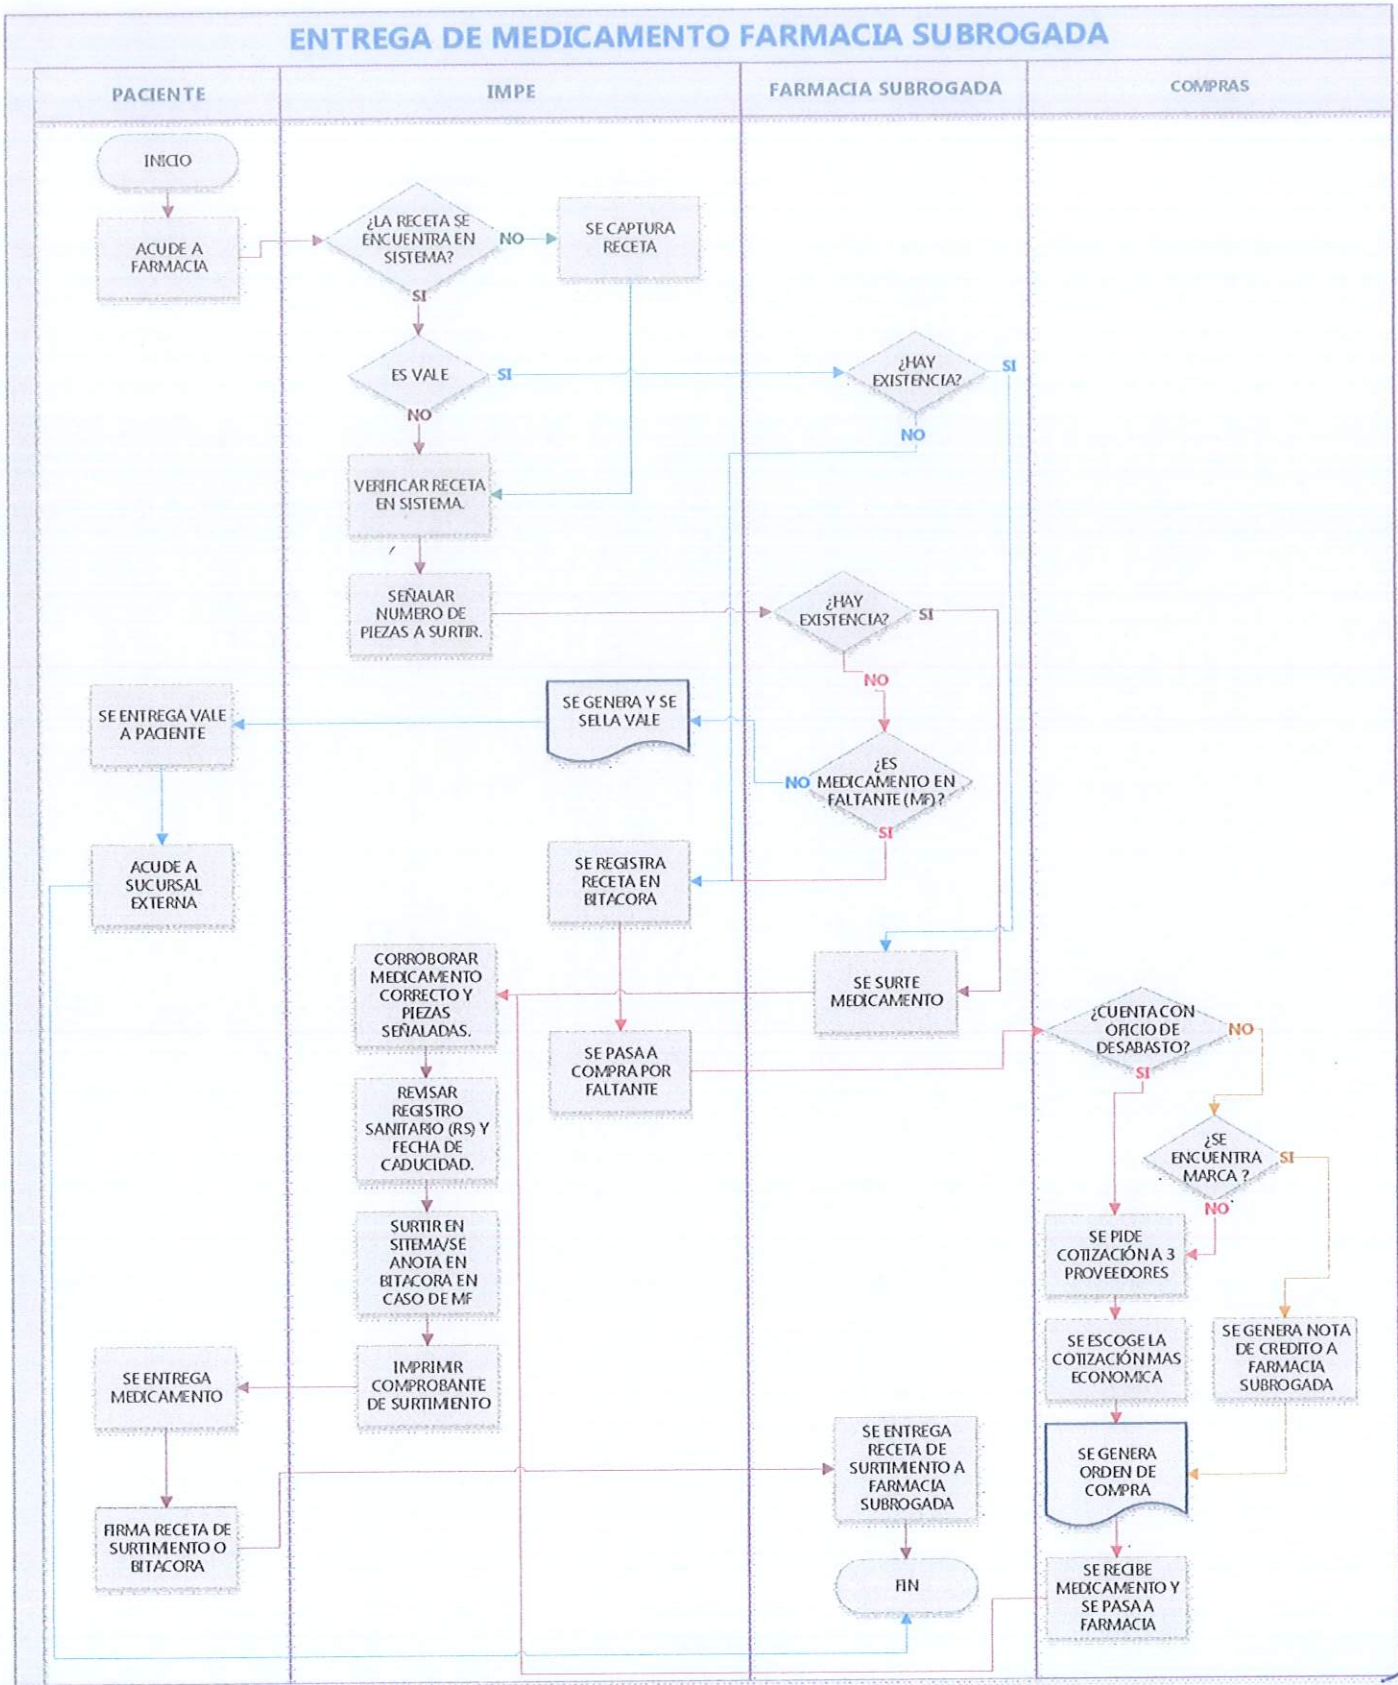 ENTREGA DE MEDICAMENTO FARMACIA SUBROGADA
PACIENTE
IMPE
FARMACIA SUBROGADA
COMPRAS
INICIO
ACUDE A
FARMACIA
¿LA RECETA SE
ENCUENTRA EN
SISTEMA?
NO
SE CAPTURA
RECETA
SI
ES VALE
SI
NO
¿HAY
EXISTENCIA?
SI
NO
VERIFICAR RECETA
EN SISTEMA.
SEÑALAR
NUMERO DE
PIEZAS A SURTIR.
¿HAY
EXISTENCIA?
SI
NO
SE ENTREGA VALE
A PACIENTE
SE GENERA Y SE
SELLA VALE
¿ES
MEDICAMENTO EN
FALTANTE (MF)?
NO
SI
ACUDE A
SUCURSAL
EXTERNA
SE REGISTRA
RECETA EN
BITACORA
CORROBORAR
MEDICAMENTO
CORRECTO Y
PIEZAS
SEÑALADAS.
SE SURTE
MEDICAMENTO
SE PASA A
COMPRA POR
FALTANTE
¿CUENTA CON
OFICIO DE
DESABASTO?
NO
SI
REVISAR
REGISTRO
SANITARIO (RS) Y
FECHA DE
CADUCIDAD.
¿SE
ENCUENTRA
MARCA ?
SI
NO
SURTIR EN
SITEMA/SE
ANOTA EN
BITACORA EN
CASO DE MF
SE PIDE
COTIZACIÓN A 3
PROVEEDORES
SE ENTREGA
MEDICAMENTO
IMPRIMIR
COMPROBANTE
DE SURTIMIENTO
SE ESCOGE LA
COTIZACIÓN MAS
ECONOMICA
SE GENERA NOTA
DE CREDITO A
FARMACIA
SUBROGADA
SE ENTREGA
RECETA DE
SURTIMIENTO A
FARMACIA
SUBROGADA
SE GENERA
ORDEN DE
COMPRA
FIRMA RECETA DE
SURTIMIENTO O
BITACORA
FIN
SE RECIBE
MEDICAMENTO Y
SE PASA A
FARMACIA